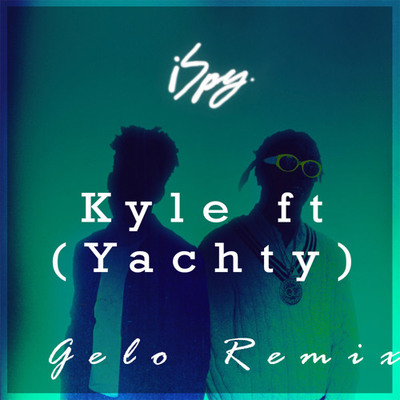 iSpy.
Kyle ft
(Yachty)
Gelo Remix